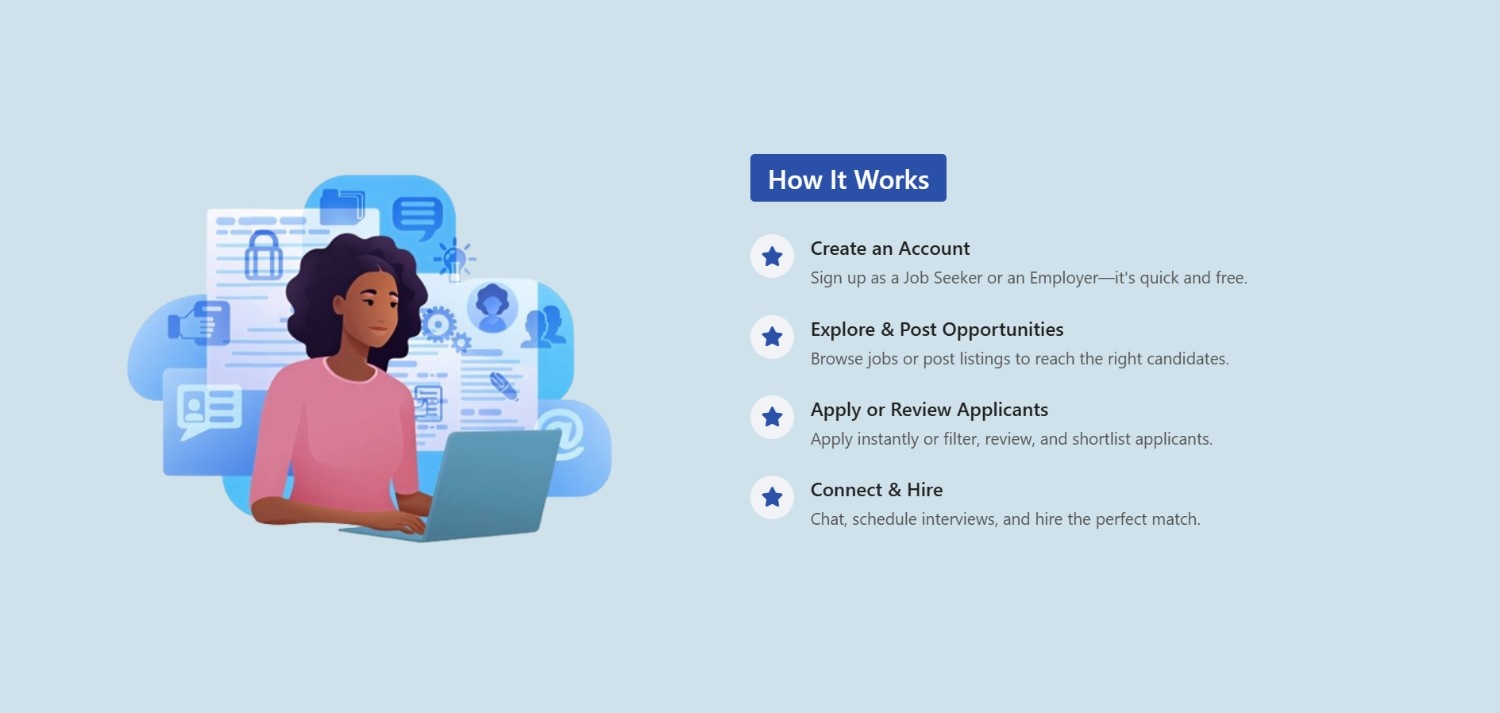 How It Works
Create an Account
Sign up as a Job Seeker or an Employer—it's quick and free.
Explore & Post Opportunities
Browse jobs or post listings to reach the right candidates.
Apply or Review Applicants
Apply instantly or filter, review, and shortlist applicants.
Connect & Hire
Chat, schedule interviews, and hire the perfect match.